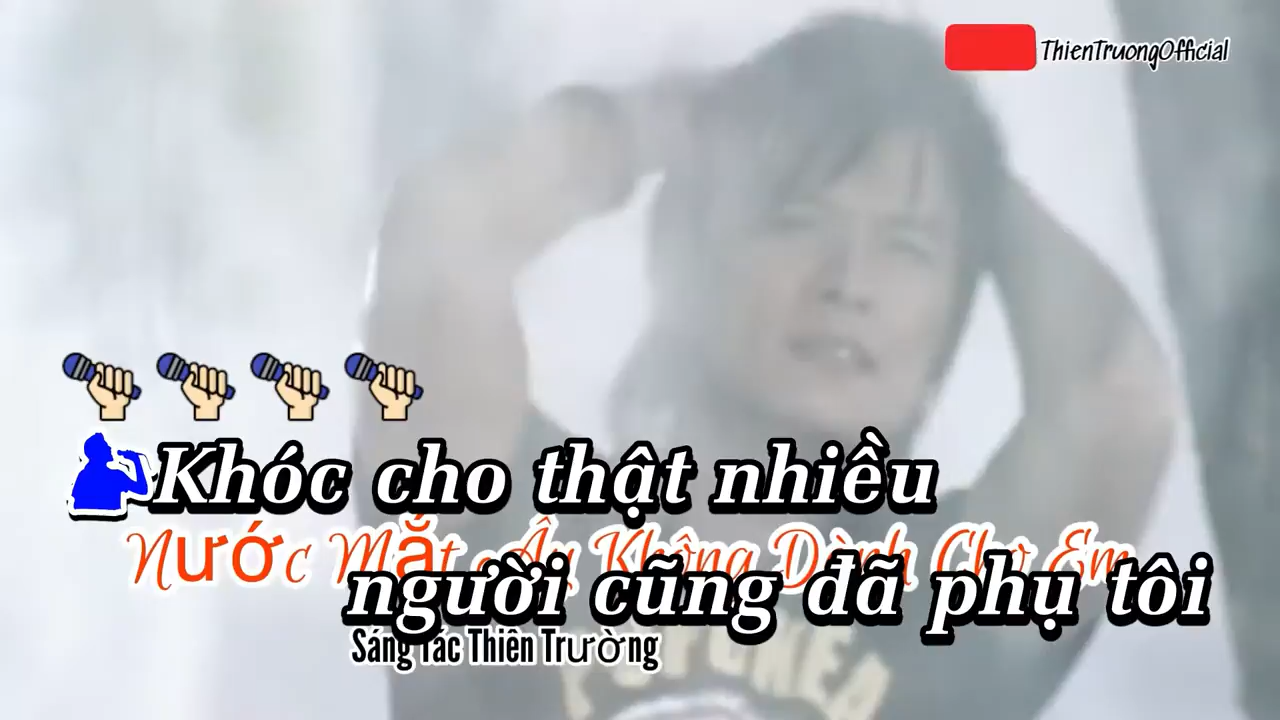 ThienTruongOfficial
Khóc cho thật nhiều
Nước Mắt Ấy Không Dành Cho Em
người cũng đã phụ tôi
Sáng Tác Thiên Trường